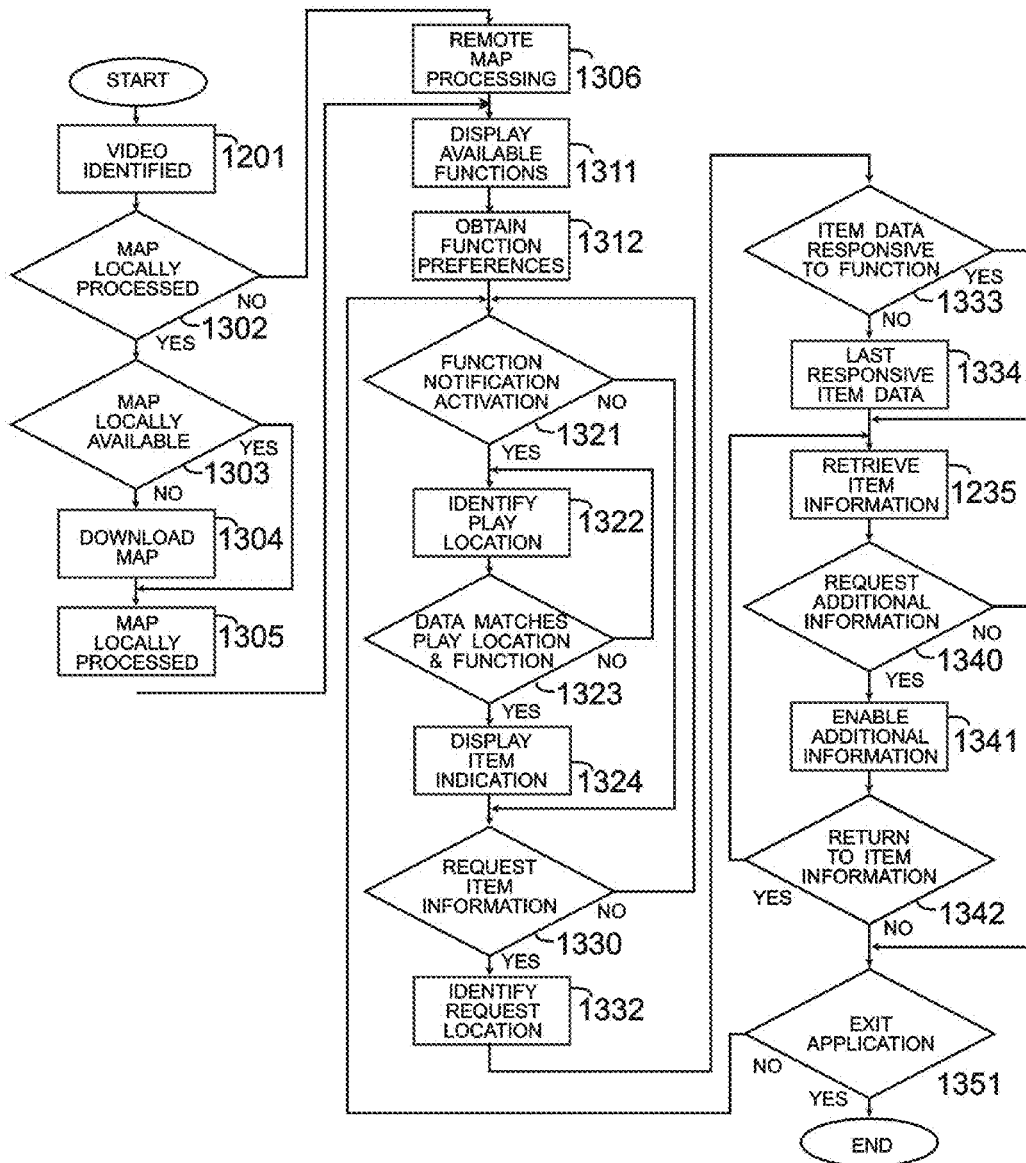 START
VIDEO
IDENTIFIED
1201
MAP
LOCALLY
PROCESSED
NO
1302
YES
MAP
LOCALLY
AVAILABLE
YES
1303
NO
DOWNLOAD
MAP
1304
MAP
LOCALLY
PROCESSED
1305
REMOTE
MAP
PROCESSING
1306
DISPLAY
AVAILABLE
FUNCTIONS
1311
OBTAIN
FUNCTION
PREFERENCES
1312
FUNCTION
NOTIFICATION
ACTIVATION
NO
1321
YES
IDENTIFY
PLAY
LOCATION
1322
DATA MATCHES
PLAY LOCATION
& FUNCTION
NO
1323
YES
DISPLAY
ITEM
INDICATION
1324
REQUEST
ITEM
INFORMATION
NO
1330
YES
IDENTIFY
REQUEST
LOCATION
1332
ITEM DATA
RESPONSIVE
TO FUNCTION
YES
1333
NO
LAST
RESPONSIVE
ITEM DATA
1334
RETRIEVE
ITEM
INFORMATION
1235
REQUEST
ADDITIONAL
INFORMATION
NO
1340
YES
ENABLE
ADDITIONAL
INFORMATION
1341
RETURN
TO ITEM
INFORMATION
YES
1342
NO
EXIT
APPLICATION
NO
1351
YES
END